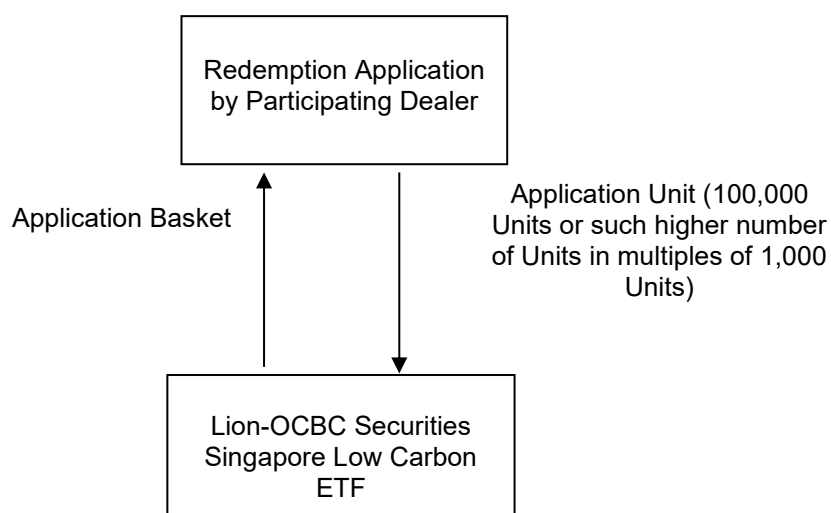 Redemption Application
by Participating Dealer
Application Basket
Application Unit (100,000
Units or such higher number
of Units in multiples of 1,000
Units)
Lion-OCBC Securities
Singapore Low Carbon
ETF